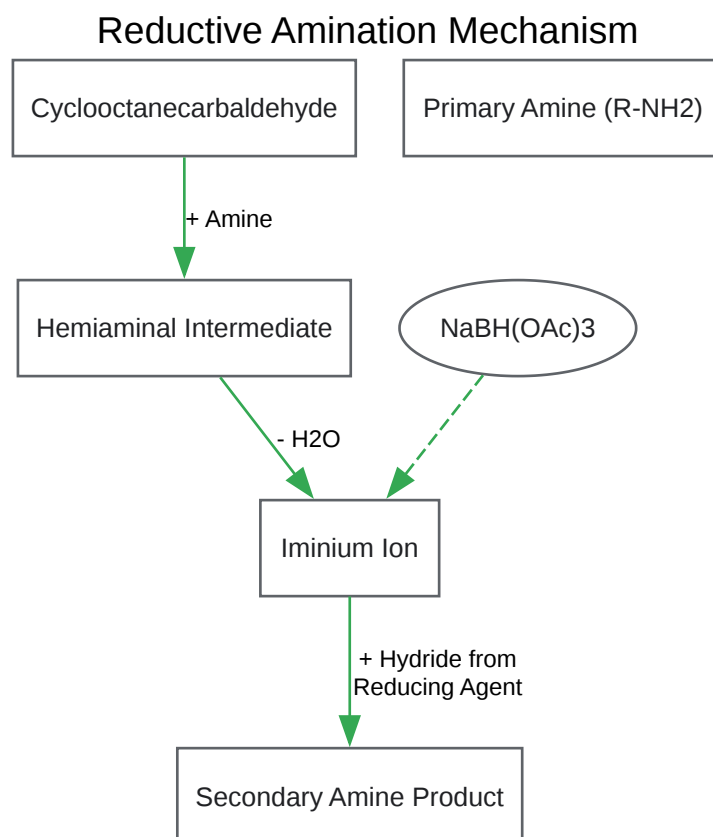 Reductive Amination Mechanism
Cyclooctanecarbaldehyde
Primary Amine (R-NH2)
+ Amine
Hemiaminal Intermediate
NaBH(OAc)3
- H2O
Iminium Ion
+ Hydride from
Reducing Agent
Secondary Amine Product